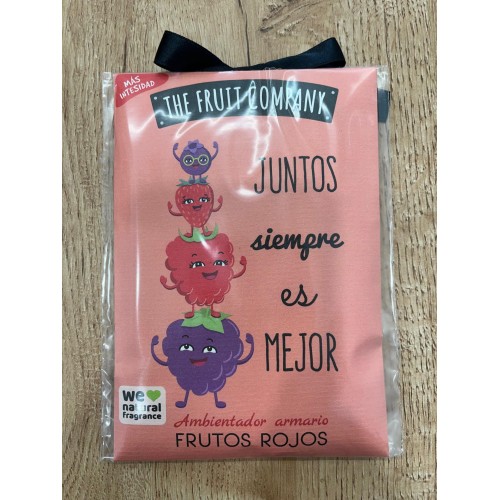 MÁS
INTESIDAD
THE FRUIT COMPANY
JUNTOS
siempre
es
MEJOR
we
natural
fragrance
Ambientador armario
FRUTOS ROJOS